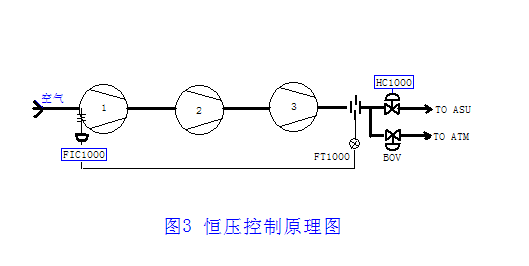 空气
1
2
3
HC1000
TO ASU
TO ATM
BOV
FT1000
FIC1000
图3 恒压控制原理图